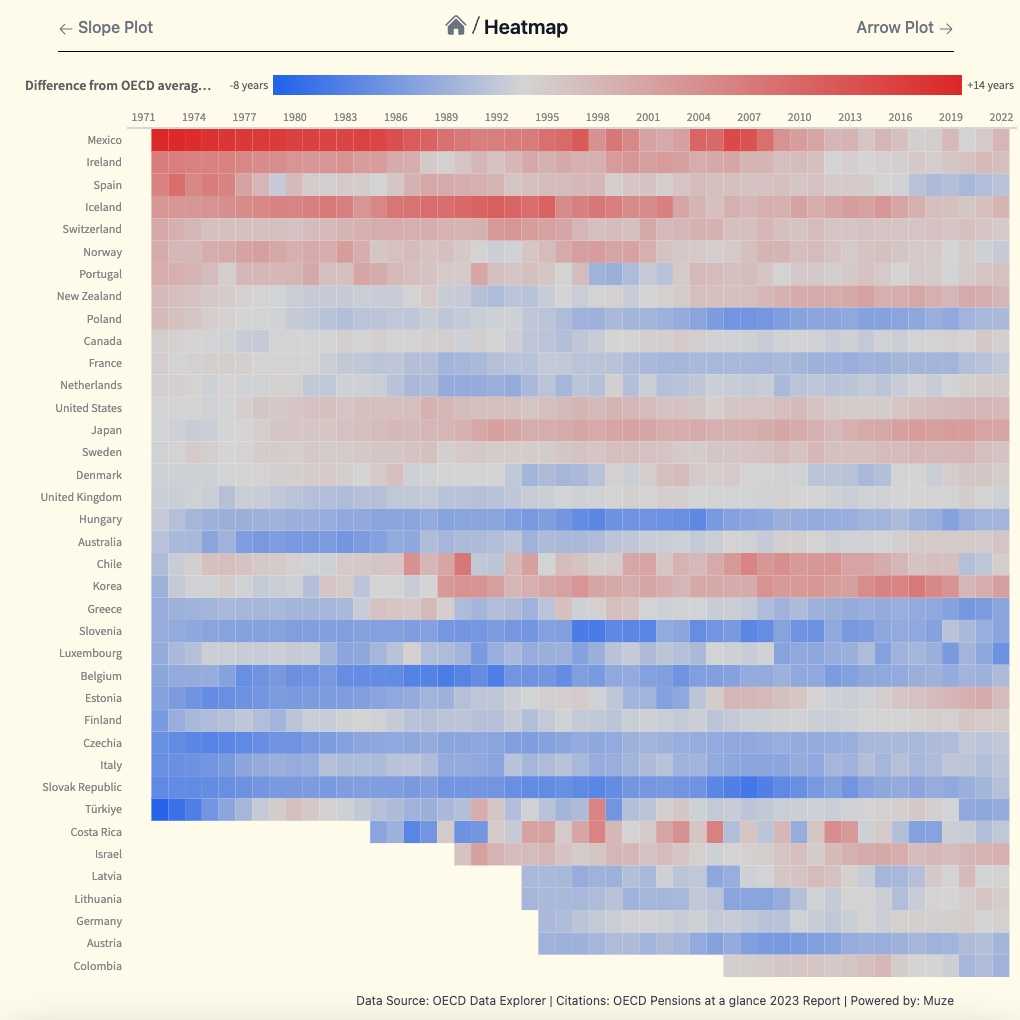 ← Slope Plot / Heatmap Arrow Plot →
Difference from OECD averag... -8 years +14 years
1971 1974 1977 1980 1983 1986 1989 1992 1995 1998 2001 2004 2007 2010 2013 2016 2019 2022
Mexico
Ireland
Spain
Iceland
Switzerland
Norway
Portugal
New Zealand
Poland
Canada
France
Netherlands
United States
Japan
Sweden
Denmark
United Kingdom
Hungary
Australia
Chile
Korea
Greece
Slovenia
Luxembourg
Belgium
Estonia
Finland
Czechia
Italy
Slovak Republic
Türkiye
Costa Rica
Israel
Latvia
Lithuania
Germany
Austria
Colombia
Data Source: OECD Data Explorer | Citations: OECD Pensions at a glance 2023 Report | Powered by: Muze